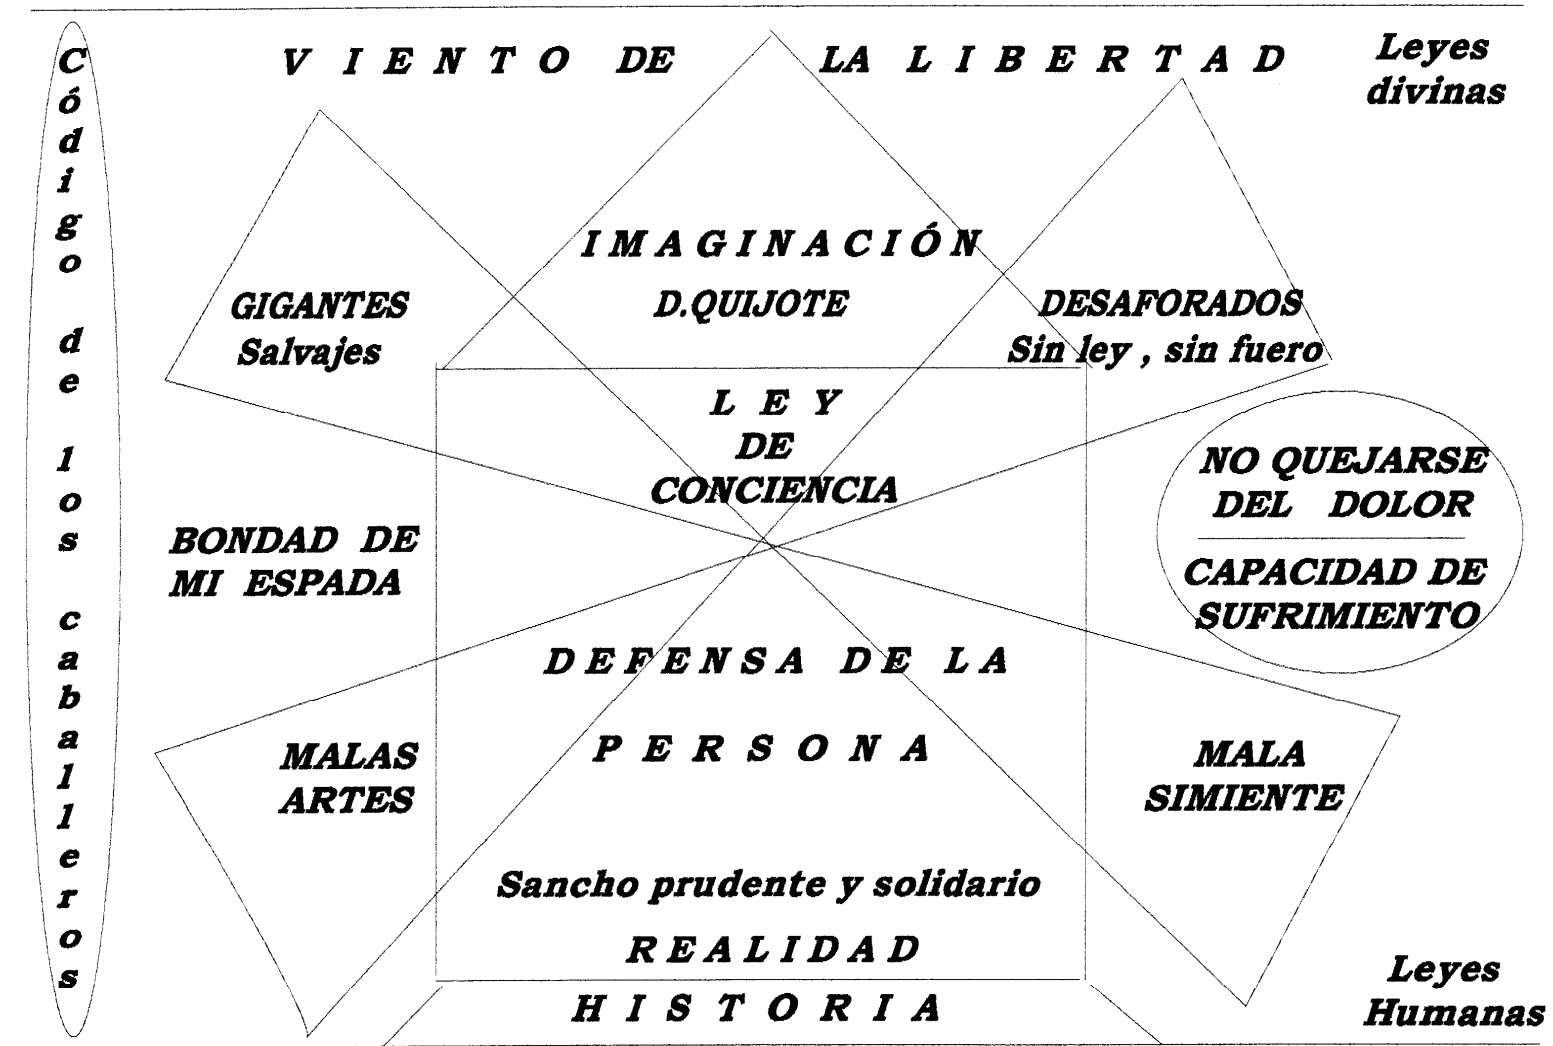 Código de los caballeros
VIENTO DE LA LIBERTAD
Leyes
divinas
IMAGINACIÓN
D.QUIJOTE
GIGANTES
Salvajes
DESAFORADOS
Sin ley , sin fuero
LEY
DE
CONCIENCIA
NO QUEJARSE
DEL DOLOR
CAPACIDAD DE
SUFRIMIENTO
BONDAD DE
MI ESPADA
DEFENSA DE LA
PERSONA
MALAS
ARTES
MALA
SIMIENTE
Sancho prudente y solidario
REALIDAD
HISTORIA
Leyes
Humanas